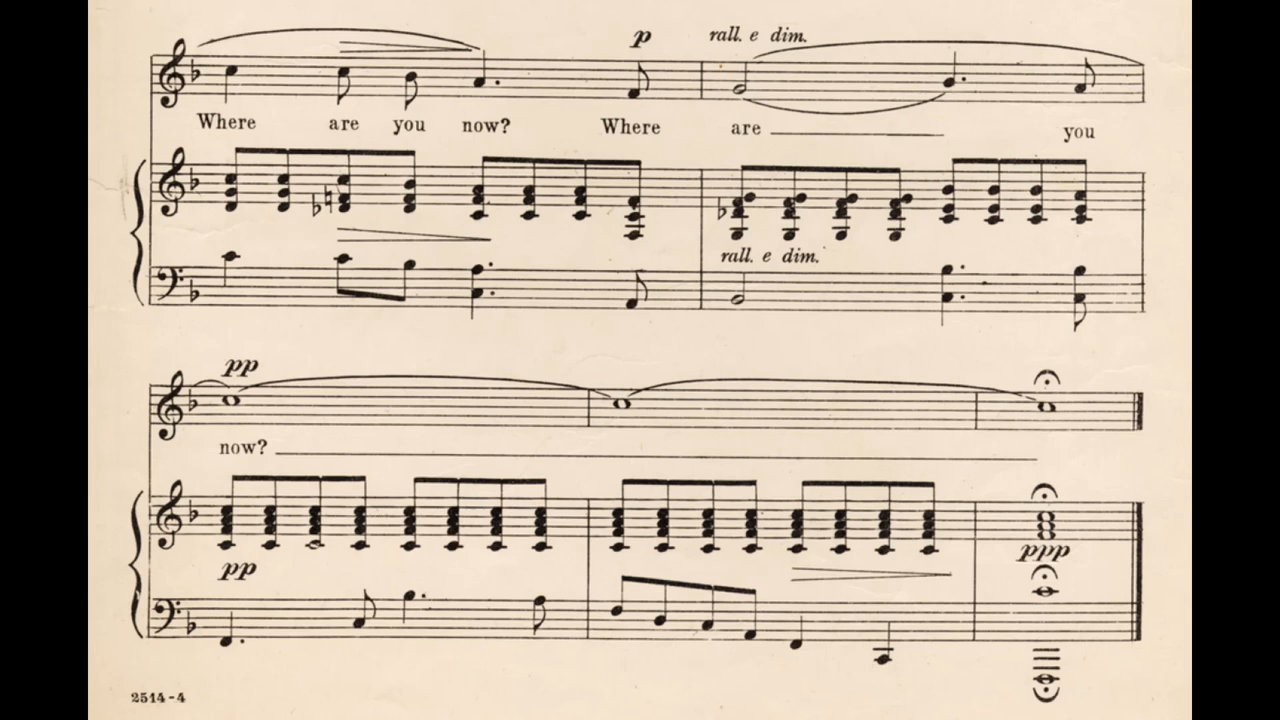 p rall. e dim.
Where are you now? Where are you
rall. e dim.
pp
now?
pp
ppp
2514-4